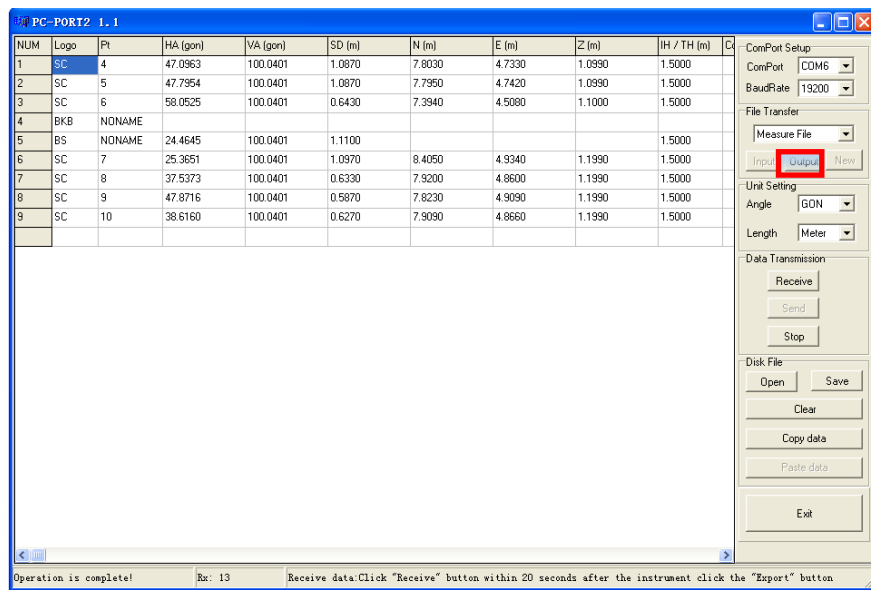 PC-PORT2 1.1
NUM Logo Pt HA (gon) VA (gon) SD (m) N (m) E (m) Z (m) IH / TH (m)
1 SC 4 47.0963 100.0401 1.0870 7.8030 4.7330 1.0990 1.5000
2 SC 5 47.7954 100.0401 1.0870 7.7950 4.7420 1.0990 1.5000
3 SC 6 58.0525 100.0401 0.6430 7.3940 4.5080 1.1000 1.5000
4 BKB NONAME
5 BS NONAME 24.4645 100.0401 1.1100 1.5000
6 SC 7 25.3651 100.0401 1.0970 8.4050 4.9340 1.1990 1.5000
7 SC 8 37.5373 100.0401 0.6330 7.9200 4.8600 1.1990 1.5000
8 SC 9 47.8716 100.0401 0.5870 7.8230 4.9090 1.1990 1.5000
9 SC 10 38.6160 100.0401 0.6270 7.9090 4.8660 1.1990 1.5000
ComPort Setup
ComPort COM6
BaudRate 19200
File Transfer
Measure File
Input Output New
Unit Setting
Angle GON
Length Meter
Data Transmission
Receive
Send
Stop
Disk File
Open Save
Clear
Copy data
Paste data
Exit
Operation is complete! Rx: 13 Receive data:Click "Receive" button within 20 seconds after the instrument click the "Export" button